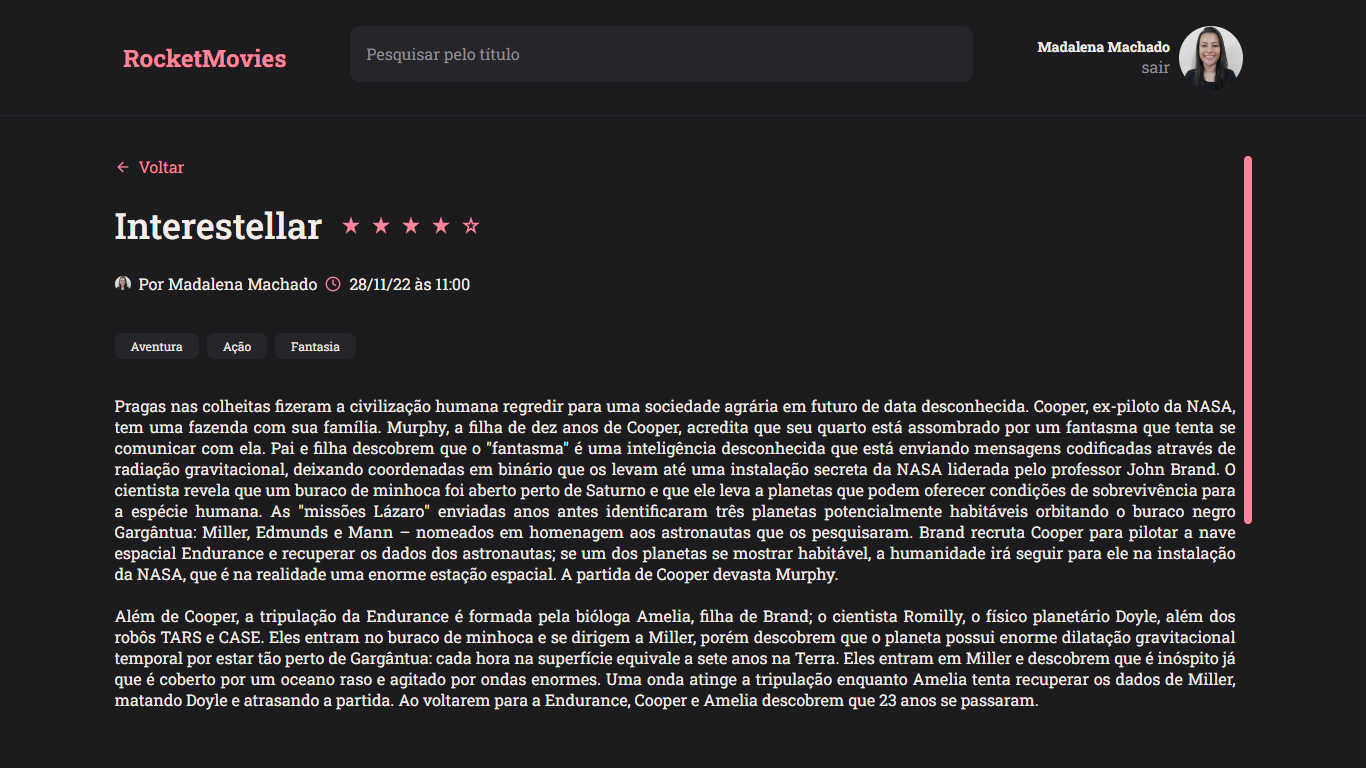 RocketMovies
Pesquisar pelo título
Madalena Machado
sair
Voltar
Interestellar
Por Madalena Machado 28/11/22 às 11:00
Aventura Ação Fantasia
Pragas nas colheitas fizeram a civilização humana regredir para uma sociedade agrária em futuro de data desconhecida. Cooper, ex-piloto da NASA,
tem uma fazenda com sua família. Murphy, a filha de dez anos de Cooper, acredita que seu quarto está assombrado por um fantasma que tenta se
comunicar com ela. Pai e filha descobrem que o "fantasma" é uma inteligência desconhecida que está enviando mensagens codificadas através de
radiação gravitacional, deixando coordenadas em binário que os levam até uma instalação secreta da NASA liderada pelo professor John Brand. O
cientista revela que um buraco de minhoca foi aberto perto de Saturno e que ele leva a planetas que podem oferecer condições de sobrevivência para
a espécie humana. As "missões Lázaro" enviadas anos antes identificaram três planetas potencialmente habitáveis orbitando o buraco negro
Gargântua: Miller, Edmunds e Mann – nomeados em homenagem aos astronautas que os pesquisaram. Brand recruta Cooper para pilotar a nave
espacial Endurance e recuperar os dados dos astronautas; se um dos planetas se mostrar habitável, a humanidade irá seguir para ele na instalação
da NASA, que é na realidade uma enorme estação espacial. A partida de Cooper devasta Murphy.
Além de Cooper, a tripulação da Endurance é formada pela bióloga Amelia, filha de Brand; o cientista Romilly, o físico planetário Doyle, além dos
robôs TARS e CASE. Eles entram no buraco de minhoca e se dirigem a Miller, porém descobrem que o planeta possui enorme dilatação gravitacional
temporal por estar tão perto de Gargântua: cada hora na superfície equivale a sete anos na Terra. Eles entram em Miller e descobrem que é inóspito já
que é coberto por um oceano raso e agitado por ondas enormes. Uma onda atinge a tripulação enquanto Amelia tenta recuperar os dados de Miller,
matando Doyle e atrasando a partida. Ao voltarem para a Endurance, Cooper e Amelia descobrem que 23 anos se passaram.